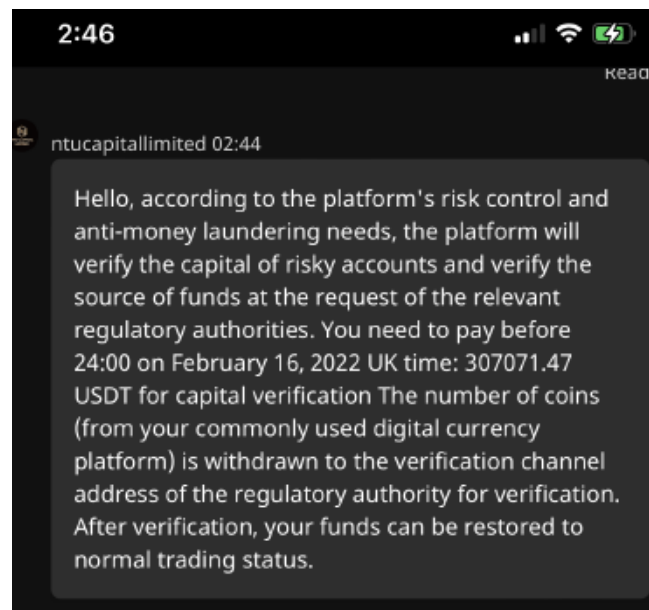 2:46
Read
ntucapitallimited 02:44
Hello, according to the platform's risk control and
anti-money laundering needs, the platform will
verify the capital of risky accounts and verify the
source of funds at the request of the relevant
regulatory authorities. You need to pay before
24:00 on February 16, 2022 UK time: 307071.47
USDT for capital verification The number of coins
(from your commonly used digital currency
platform) is withdrawn to the verification channel
address of the regulatory authority for verification.
After verification, your funds can be restored to
normal trading status.